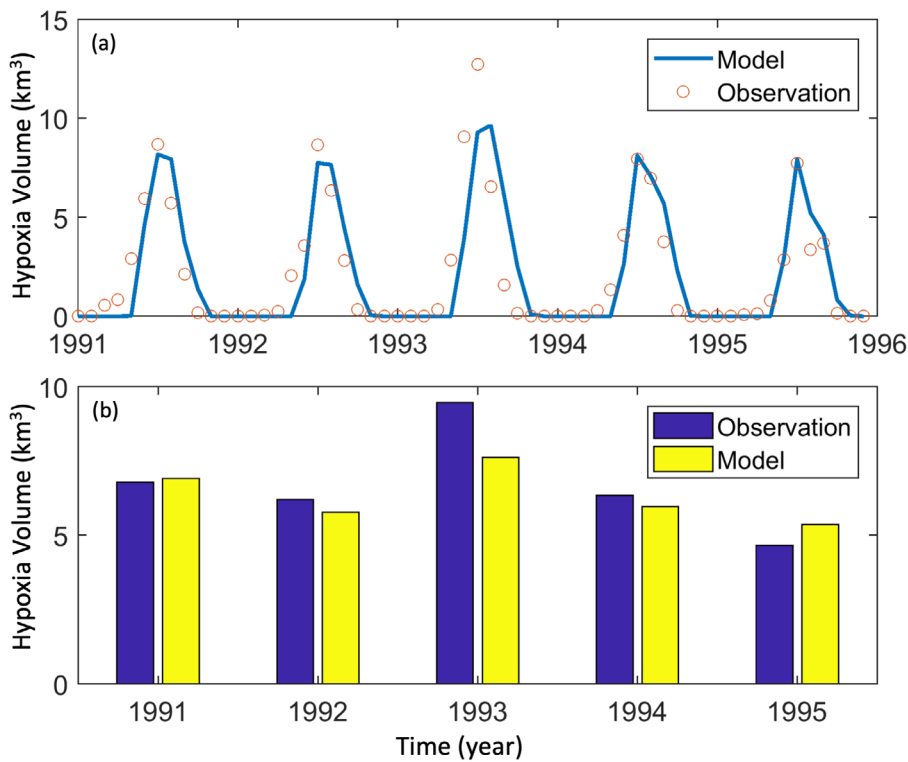 15
(a)
Model
Observation
10
5
0
Hypoxia Volume (km³)
1991
1992
1993
1994
1995
1996
10
(b)
Observation
Model
5
0
Hypoxia Volume (km³)
1991
1992
1993
1994
1995
Time (year)